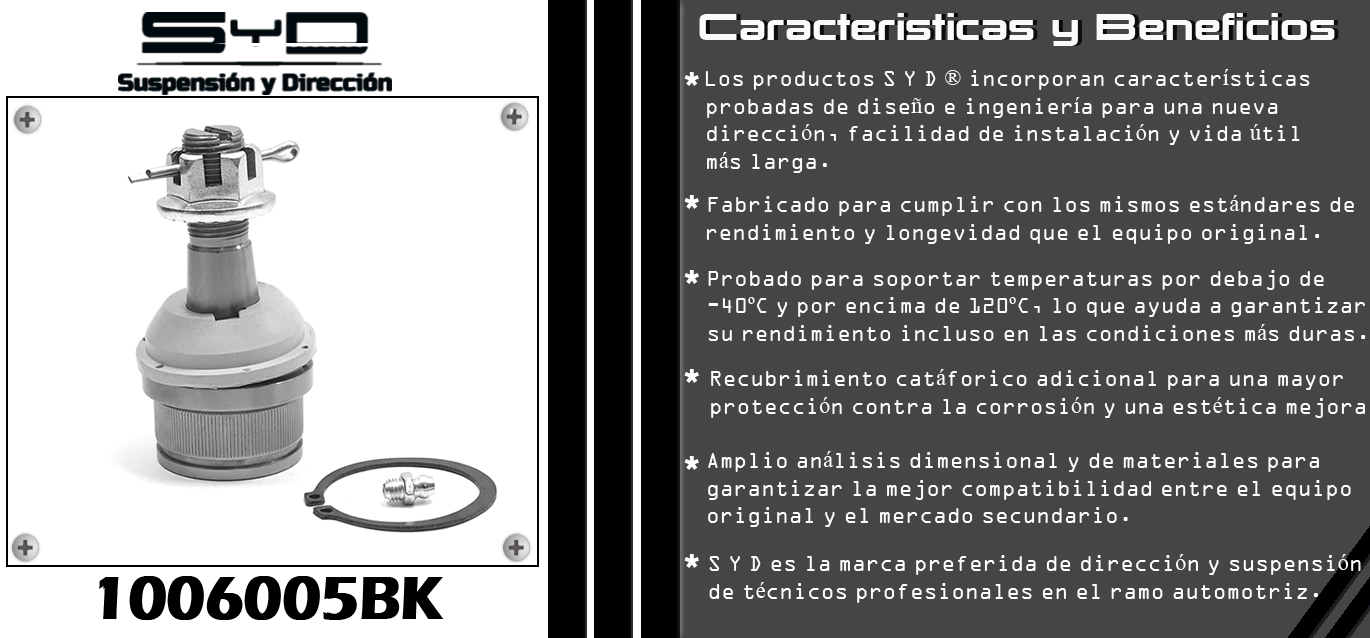 SYD
Suspensión y Dirección
1006005BK
Caracteristicas y Beneficios
* Los productos S Y D ® incorporan características
probadas de diseño e ingeniería para una nueva
dirección, facilidad de instalación y vida útil
más larga.
* Fabricado para cumplir con los mismos estándares de
rendimiento y longevidad que el equipo original.
* Probado para soportar temperaturas por debajo de
-40ºC y por encima de 120ºC, lo que ayuda a garantizar
su rendimiento incluso en las condiciones más duras.
* Recubrimiento catáforico adicional para una mayor
protección contra la corrosión y una estética mejora
* Amplio análisis dimensional y de materiales para
garantizar la mejor compatibilidad entre el equipo
original y el mercado secundario.
* S Y D es la marca preferida de dirección y suspensión
de técnicos profesionales en el ramo automotriz.